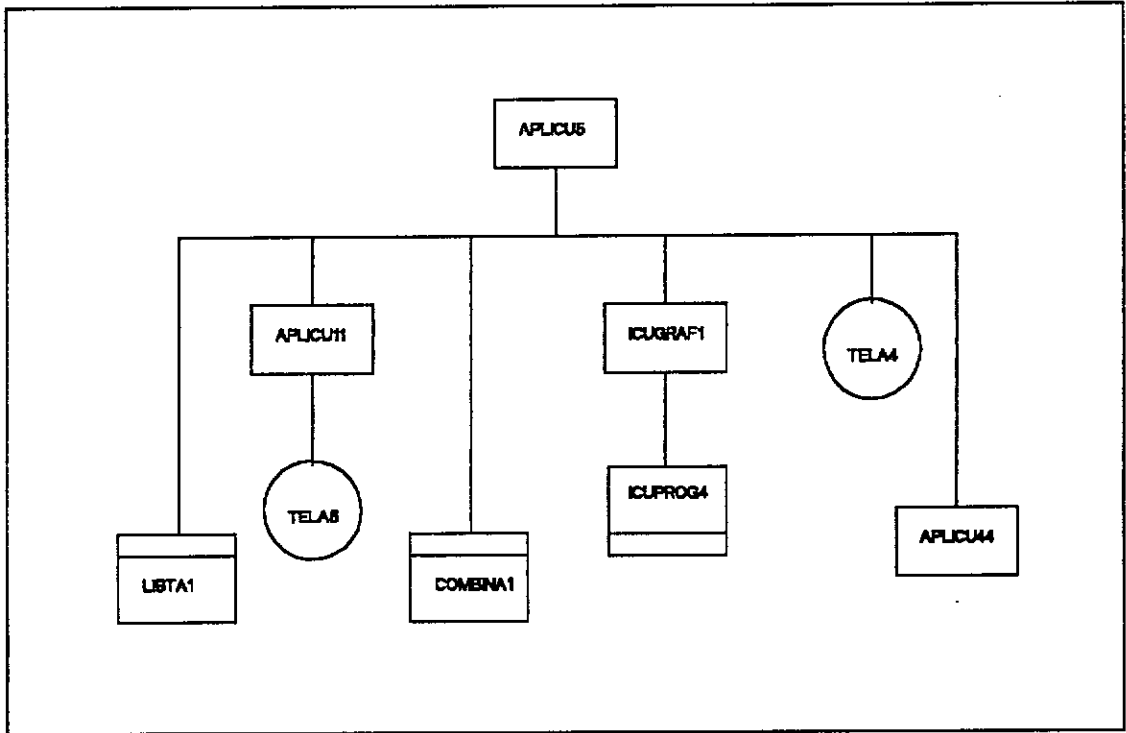 APLICU5
APLICU11
ICUGRAF1
TELA4
TELA5
ICUPROG4
APLICU44
LISTA1
COMBINA1